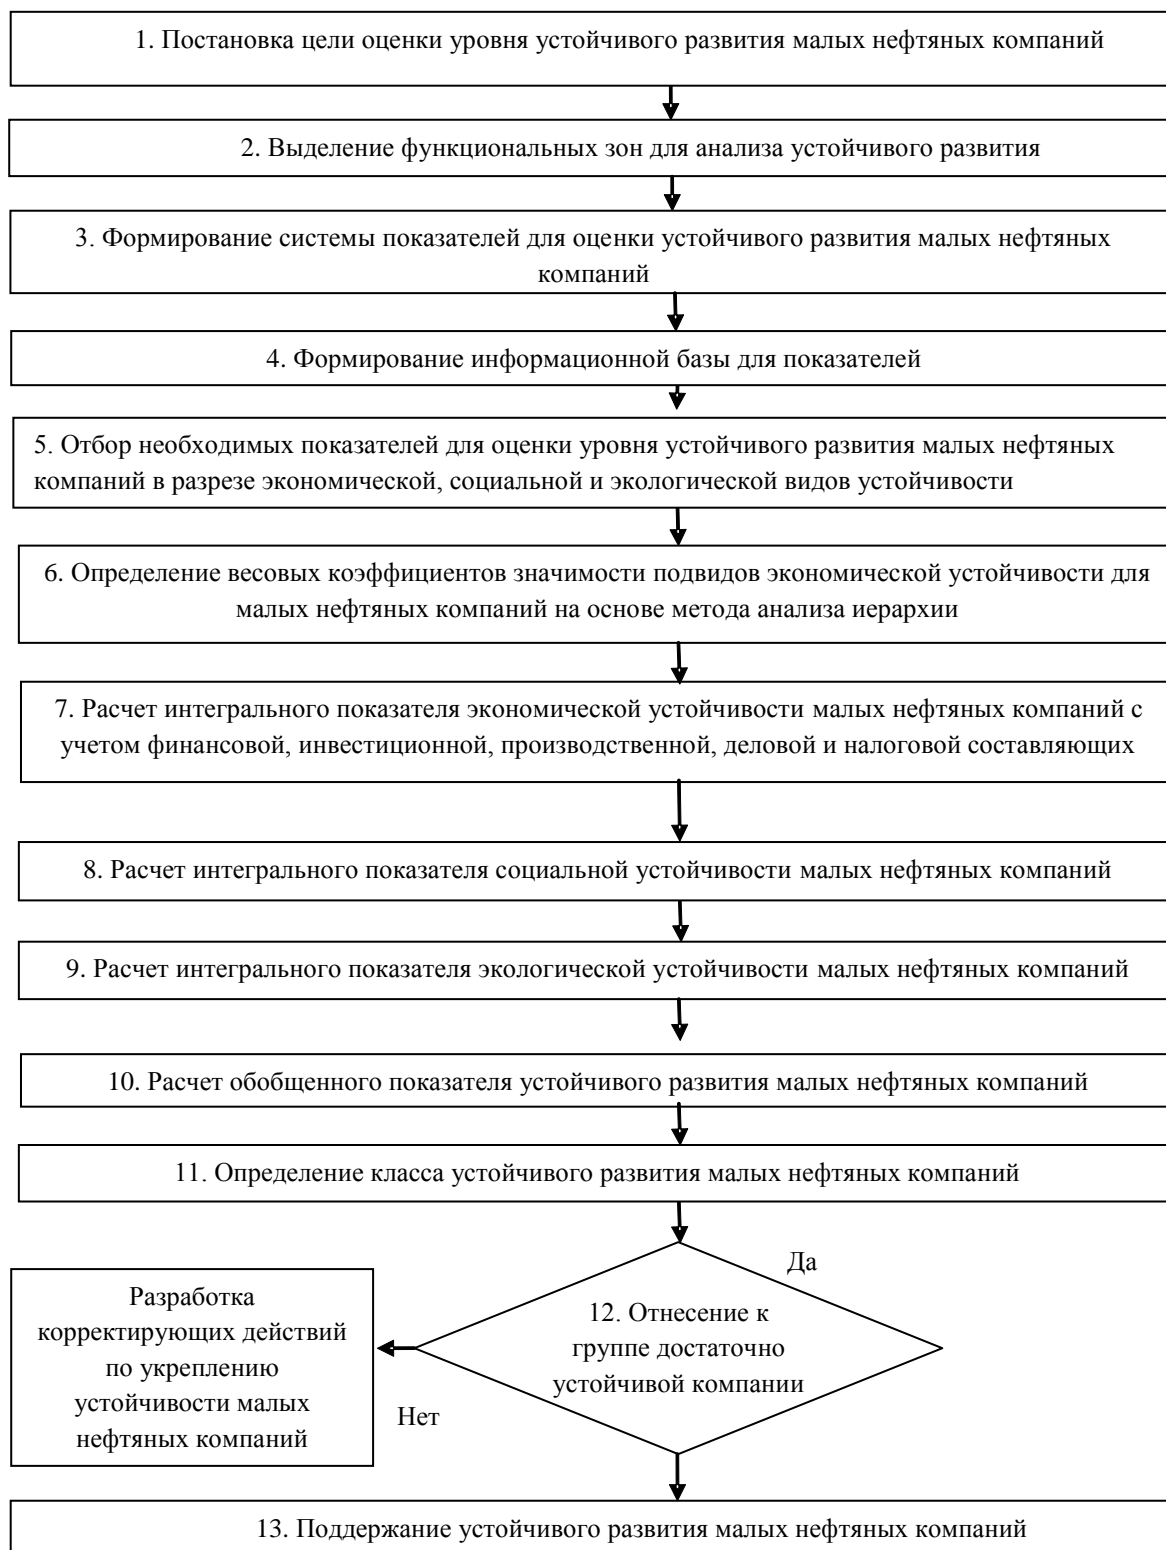 1. Постановка цели оценки уровня устойчивого развития малых нефтяных компаний
2. Выделение функциональных зон для анализа устойчивого развития
3. Формирование системы показателей для оценки устойчивого развития малых нефтяных
компаний
4. Формирование информационной базы для показателей
5. Отбор необходимых показателей для оценки уровня устойчивого развития малых нефтяных
компаний в разрезе экономической, социальной и экологической видов устойчивости
6. Определение весовых коэффициентов значимости подвидов экономической устойчивости для
малых нефтяных компаний на основе метода анализа иерархии
7. Расчет интегрального показателя экономической устойчивости малых нефтяных компаний с
учетом финансовой, инвестиционной, производственной, деловой и налоговой составляющих
8. Расчет интегрального показателя социальной устойчивости малых нефтяных компаний
9. Расчет интегрального показателя экологической устойчивости малых нефтяных компаний
10. Расчет обобщенного показателя устойчивого развития малых нефтяных компаний
11. Определение класса устойчивого развития малых нефтяных компаний
Да
12. Отнесение к
группе достаточно
устойчивой компании
Нет
Разработка
корректирующих действий
по укреплению
устойчивости малых
нефтяных компаний
13. Поддержание устойчивого развития малых нефтяных компаний